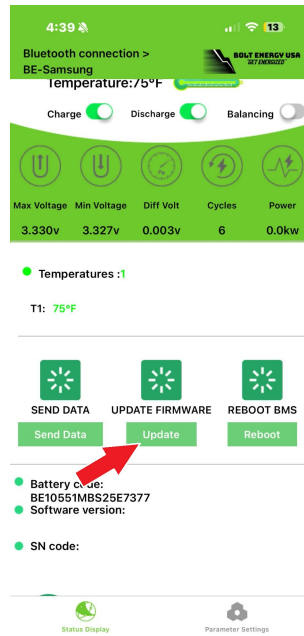 4:39
13
Bluetooth connection >
BE-Samsung
BOLT ENERGY USA
"GET ENERGIZED"
Temperature:75°F
Charge Discharge Balancing
Max Voltage Min Voltage Diff Volt Cycles Power
3.330v 3.327v 0.003v 6 0.0kw
Temperatures :1
T1: 75°F
SEND DATA UPDATE FIRMWARE REBOOT BMS
Send Data Update Reboot
Battery code:
BE10551MBS25E7377
Software version:
SN code:
Status Display Parameter Settings